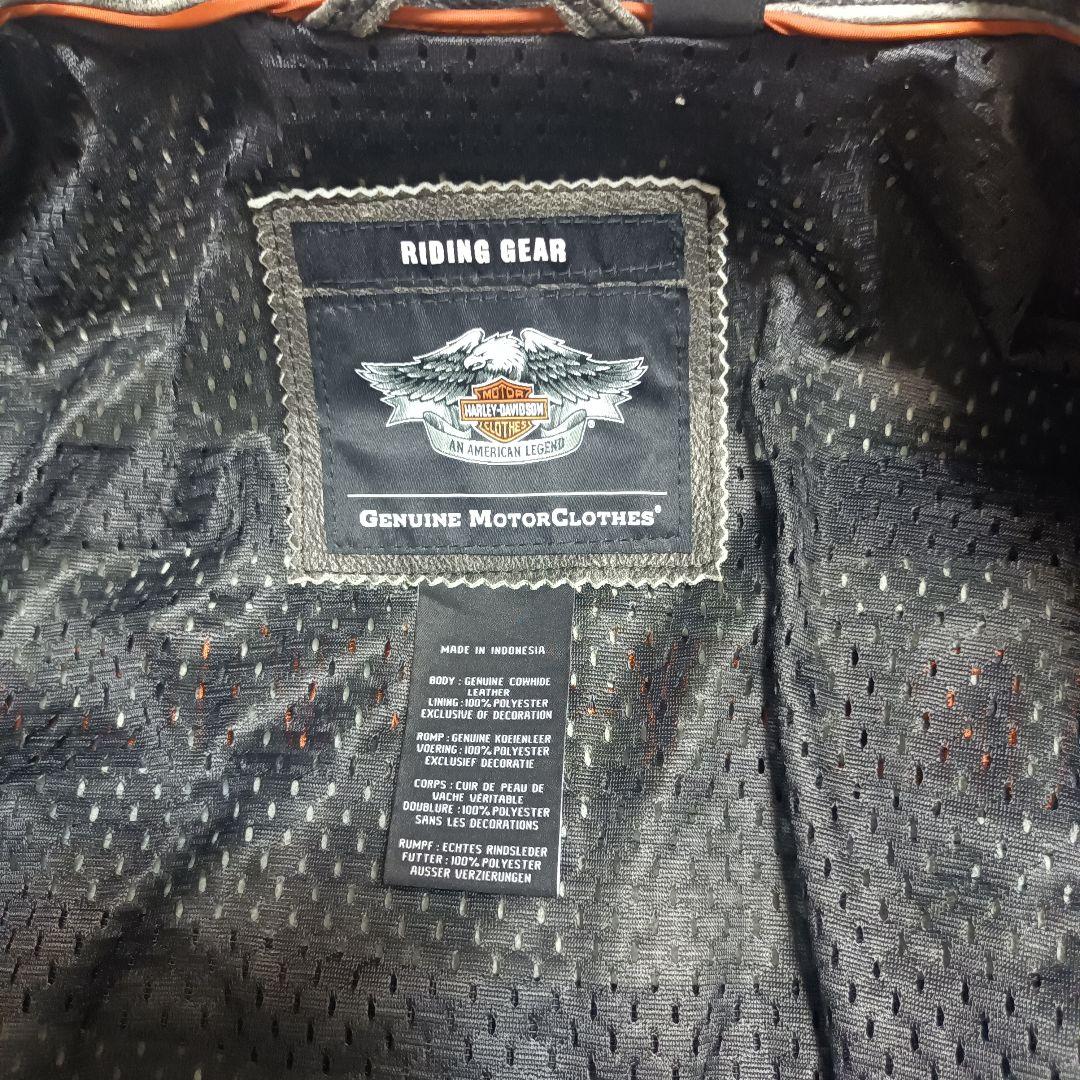 RIDING GEAR
MOTOR
HARLEY-DAVIDSON
CLOTHES
®
AN AMERICAN LEGEND
GENUINE MOTORCLOTHES®
MADE IN INDONESIA
BODY : GENUINE COWHIDE
LEATHER
LINING : 100% POLYESTER
EXCLUSIVE OF DECORATION
ROMP : GENUINE KOEIENLEER
VOERING : 100% POLYESTER
EXCLUSIEF DECORATIE
CORPS : CUIR DE PEAU DE
VACHE VÉRITABLE
DOUBLURE : 100% POLYESTER
SANS LES DECORATIONS
RUMPF : ECHTES RINDSLEDER
FUTTER : 100% POLYESTER
AUSSER VERZIERUNGEN